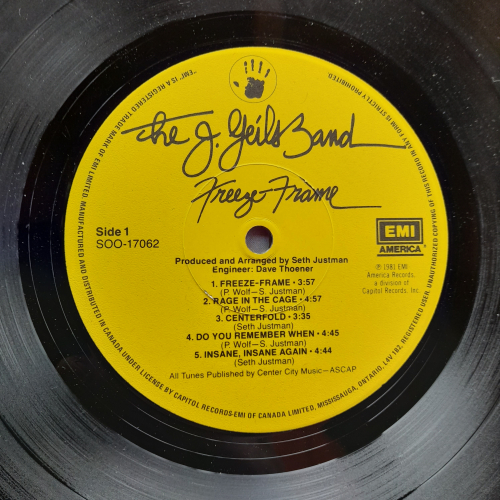 The J. Geils Band
Freeze-Frame
Side 1
SOO-17062
EMI
AMERICA
Produced and Arranged by Seth Justman
Engineer: Dave Thoener
℗ 1981 EMI
America Records,
a division of
Capitol Records, Inc.
1. FREEZE-FRAME • 3:57
(P. Wolf—S. Justman)
2. RAGE IN THE CAGE • 4:57
(P. Wolf—S. Justman)
3. CENTERFOLD • 3:35
(Seth Justman)
4. DO YOU REMEMBER WHEN • 4:45
(P. Wolf—S. Justman)
5. INSANE, INSANE AGAIN • 4:44
(Seth Justman)
All Tunes Published by Center City Music—ASCAP
"EMI" IS A REGISTERED TRADE MARK OF EMI LIMITED. MANUFACTURED AND DISTRIBUTED IN CANADA UNDER LICENSE BY CAPITOL RECORDS-EMI OF CANADA LIMITED, MISSISSAUGA, ONTARIO, L4V 1B2, REGISTERED USER. UNAUTHORIZED COPYING OF THIS RECORD IN ANY FORM IS STRICTLY PROHIBITED.